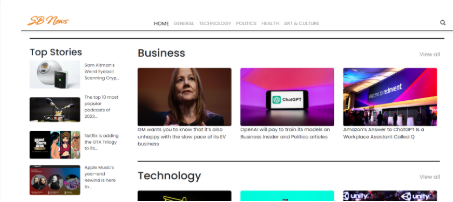 SB News
HOME GENERAL TECHNOLOGY POLITICS HEALTH ART & CULTURE
Top Stories
Sam Altman's
Weird Eyeball
Scanning Cryp...
The top 10 most
popular
podcasts of
2023...
Netflix is adding
the GTA Trilogy
to its...
Apple Music's
year-end
rewind is here
to...
Business
View all
GM wants you to know that it's also
unhappy with the slow pace of its EV
business
ChatGPT
OpenAI will pay to train its models on
Business Insider and Politico articles
Amazon's Answer to ChatGPT Is a
Workplace Assistant Called Q
Technology
View all
unity
unity